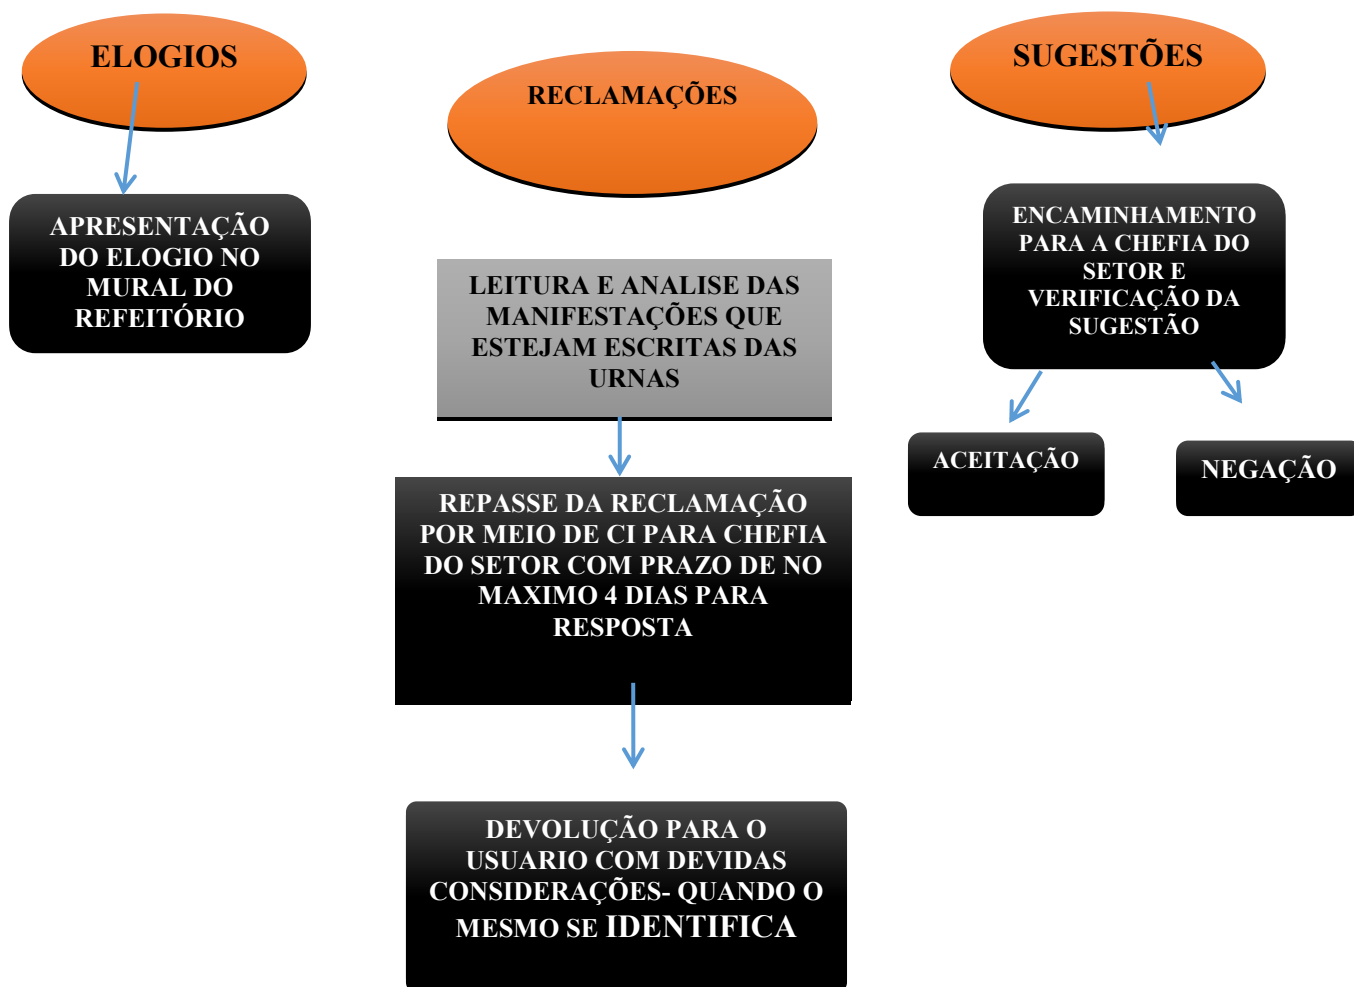 ELOGIOS
APRESENTAÇÃO
DO ELOGIO NO
MURAL DO
REFEITÓRIO
RECLAMAÇÕES
LEITURA E ANALISE DAS
MANIFESTAÇÕES QUE
ESTEJAM ESCRITAS DAS
URNAS
REPASSE DA RECLAMAÇÃO
POR MEIO DE CI PARA CHEFIA
DO SETOR COM PRAZO DE NO
MAXIMO 4 DIAS PARA
RESPOSTA
DEVOLUÇÃO PARA O
USUARIO COM DEVIDAS
CONSIDERAÇÕES- QUANDO O
MESMO SE IDENTIFICA
SUGESTÕES
ENCAMINHAMENTO
PARA A CHEFIA DO
SETOR E
VERIFICAÇÃO DA
SUGESTÃO
ACEITAÇÃO
NEGAÇÃO